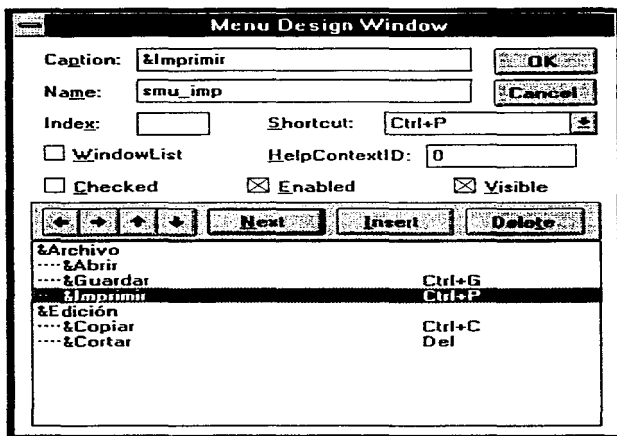 Menu Design Window
Caption: &Imprimir OK
Name: smu_imp Cancel
Index: Shortcut: Ctrl+P
WindowList HelpContextID: 0
Checked Enabled Visible
Next Insert Delete
&Archivo
····&Abrir
····&Guardar Ctrl+G
····&Imprimir Ctrl+P
&Edición
····&Copiar Ctrl+C
····&Cortar Del